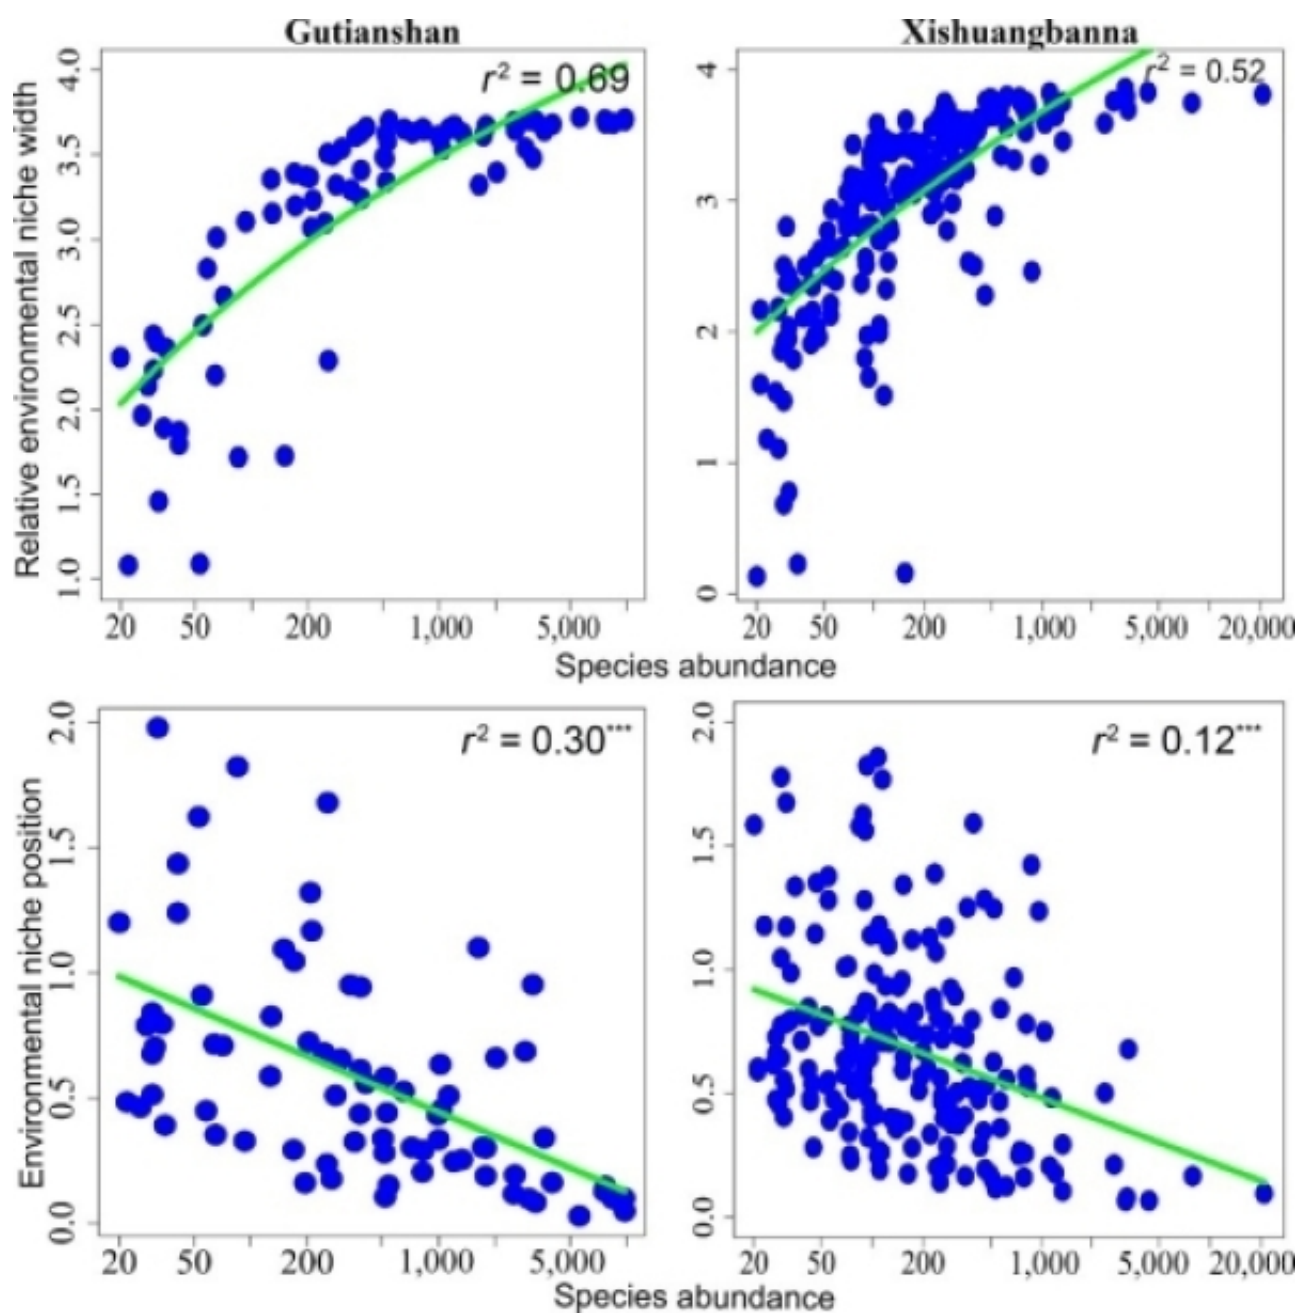 Gutianshan
Xishuangbanna
Relative environmental niche width
4.0
3.5
3.0
2.5
2.0
1.5
1.0
r² = 0.69
4
3
2
1
0
r² = 0.52
20 50 200 1,000 5,000
20 50 200 1,000 5,000 20,000
Species abundance
Environmental niche position
2.0
1.5
1.0
0.5
0.0
r² = 0.30***
2.0
1.5
1.0
0.5
0.0
r² = 0.12***
20 50 200 1,000 5,000
20 50 200 1,000 5,000 20,000
Species abundance